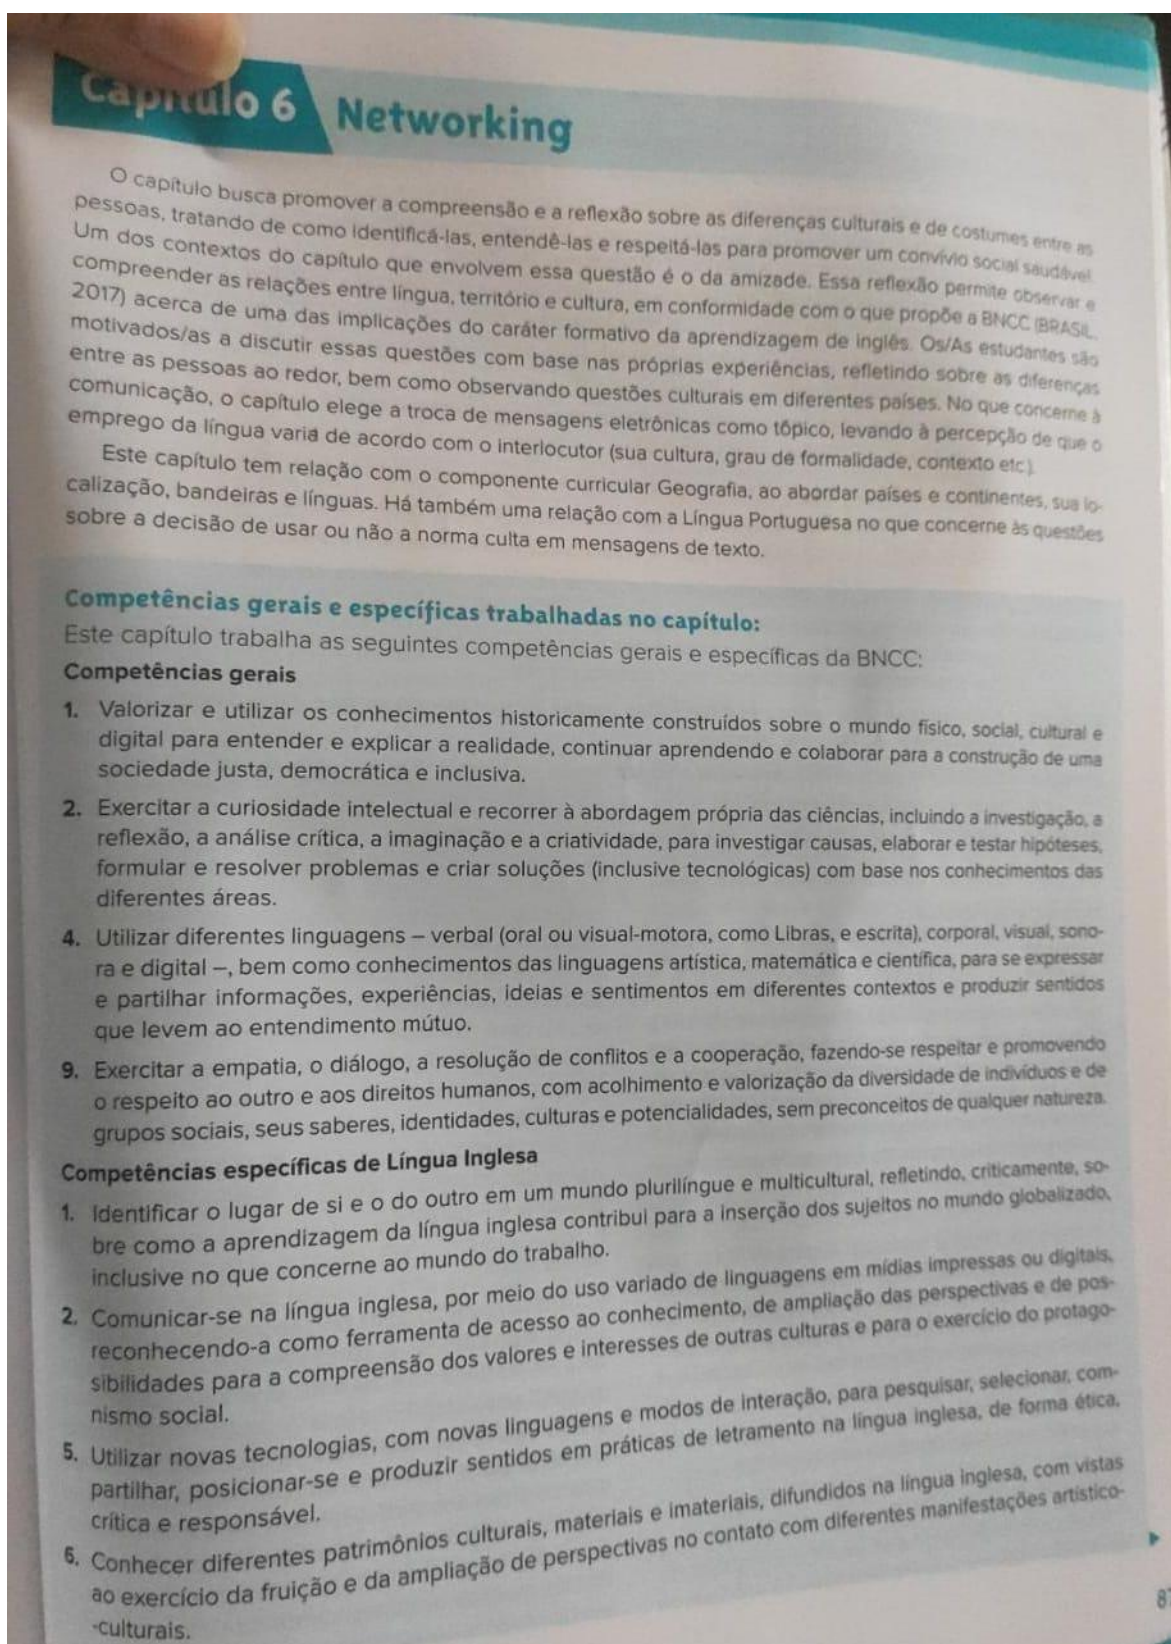 Capítulo 6
Networking
O capítulo busca promover a compreensão e a reflexão sobre as diferenças culturais e de costumes entre as
pessoas, tratando de como identificá-las, entendê-las e respeitá-las para promover um convívio social saudável.
Um dos contextos do capítulo que envolvem essa questão é o da amizade. Essa reflexão permite observar e
compreender as relações entre língua, território e cultura, em conformidade com o que propõe a BNCC (BRASIL,
2017) acerca de uma das implicações do caráter formativo da aprendizagem de inglês. Os/As estudantes são
motivados/as a discutir essas questões com base nas próprias experiências, refletindo sobre as diferenças
entre as pessoas ao redor, bem como observando questões culturais em diferentes países. No que concerne à
comunicação, o capítulo elege a troca de mensagens eletrônicas como tópico, levando à percepção de que o
emprego da língua varia de acordo com o interlocutor (sua cultura, grau de formalidade, contexto etc.).
Este capítulo tem relação com o componente curricular Geografia, ao abordar países e continentes, sua lo-
calização, bandeiras e línguas. Há também uma relação com a Língua Portuguesa no que concerne às questões
sobre a decisão de usar ou não a norma culta em mensagens de texto.
Competências gerais e específicas trabalhadas no capítulo:
Este capítulo trabalha as seguintes competências gerais e específicas da BNCC:
Competências gerais
1. Valorizar e utilizar os conhecimentos historicamente construídos sobre o mundo físico, social, cultural e
digital para entender e explicar a realidade, continuar aprendendo e colaborar para a construção de uma
sociedade justa, democrática e inclusiva.
2. Exercitar a curiosidade intelectual e recorrer à abordagem própria das ciências, incluindo a investigação, a
reflexão, a análise crítica, a imaginação e a criatividade, para investigar causas, elaborar e testar hipóteses,
formular e resolver problemas e criar soluções (inclusive tecnológicas) com base nos conhecimentos das
diferentes áreas.
4. Utilizar diferentes linguagens – verbal (oral ou visual-motora, como Libras, e escrita), corporal, visual, sono-
ra e digital –, bem como conhecimentos das linguagens artística, matemática e científica, para se expressar
e partilhar informações, experiências, ideias e sentimentos em diferentes contextos e produzir sentidos
que levem ao entendimento mútuo.
9. Exercitar a empatia, o diálogo, a resolução de conflitos e a cooperação, fazendo-se respeitar e promovendo
o respeito ao outro e aos direitos humanos, com acolhimento e valorização da diversidade de indivíduos e de
grupos sociais, seus saberes, identidades, culturas e potencialidades, sem preconceitos de qualquer natureza.
Competências específicas de Língua Inglesa
1. Identificar o lugar de si e o do outro em um mundo plurilíngue e multicultural, refletindo, criticamente, so-
bre como a aprendizagem da língua inglesa contribui para a inserção dos sujeitos no mundo globalizado,
inclusive no que concerne ao mundo do trabalho.
2. Comunicar-se na língua inglesa, por meio do uso variado de linguagens em mídias impressas ou digitais,
reconhecendo-a como ferramenta de acesso ao conhecimento, de ampliação das perspectivas e de pos-
sibilidades para a compreensão dos valores e interesses de outras culturas e para o exercício do protago-
nismo social.
5. Utilizar novas tecnologias, com novas linguagens e modos de interação, para pesquisar, selecionar, com-
partilhar, posicionar-se e produzir sentidos em práticas de letramento na língua inglesa, de forma ética,
crítica e responsável.
6. Conhecer diferentes patrimônios culturais, materiais e imateriais, difundidos na língua inglesa, com vistas
ao exercício da fruição e da ampliação de perspectivas no contato com diferentes manifestações artístico-
-culturais.